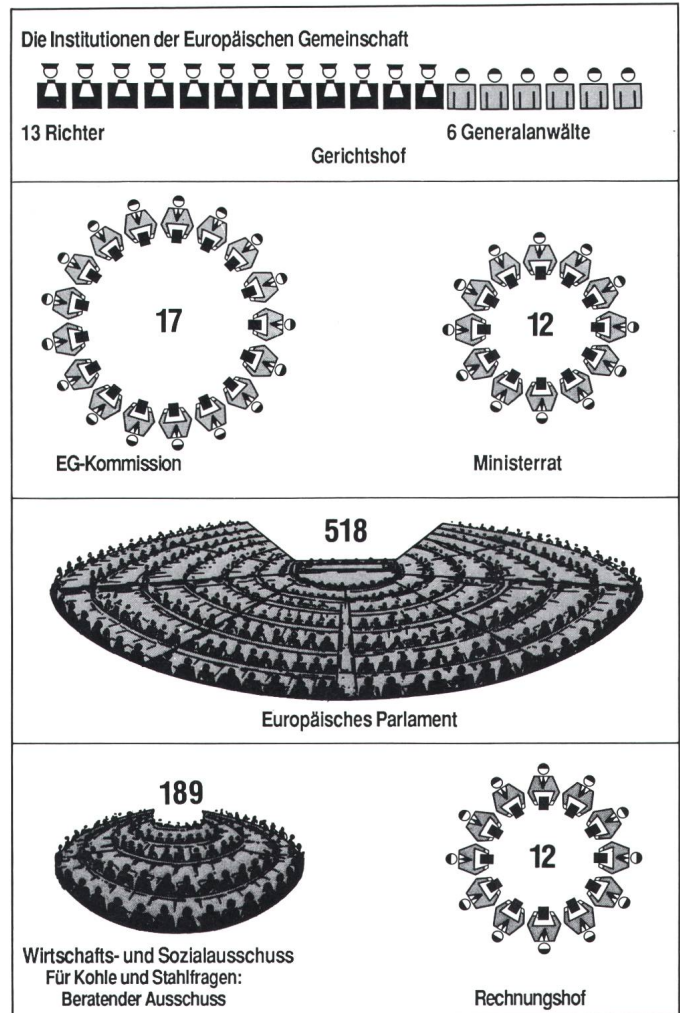 Die Institutionen der Europäischen Gemeinschaft
13 Richter
6 Generalanwälte
Gerichtshof
17
EG-Kommission
12
Ministerrat
518
Europäisches Parlament
189
Wirtschafts- und Sozialausschuss
Für Kohle und Stahlfragen:
Beratender Ausschuss
12
Rechnungshof